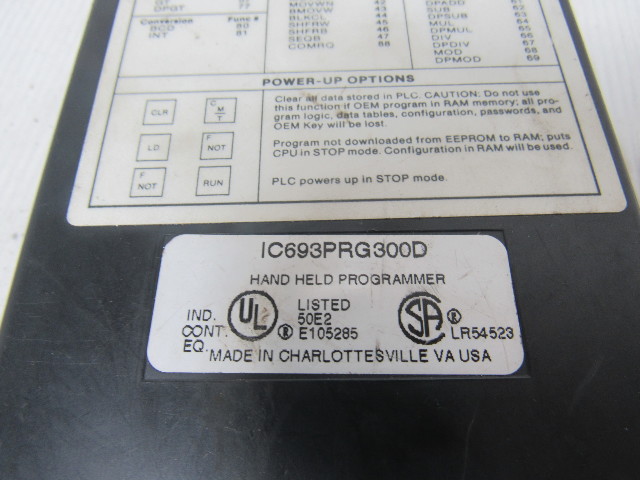 GT
DPGT 77
Conversion Func #
BCD 80
INT 81
MOVWN 42
BMOVW 43
BLKCL 44
SHFRW 45
SHFRB 46
SEQB 47
COMRQ 88
DPADD 61
SUB 62
DPSUB 63
MUL 64
DPMUL 65
DIV 66
DPDIV 67
MOD 68
DPMOD 69
POWER-UP OPTIONS
CLR C M/T Clear all data stored in PLC. CAUTION: Do not use
this function if OEM program in RAM memory; all pro-
gram logic, data tables, configuration, passwords, and
OEM Key will be lost.
LD F NOT Program not downloaded from EEPROM to RAM; puts
CPU in STOP mode. Configuration in RAM will be used.
F NOT RUN PLC powers up in STOP mode.
IC693PRG300D
HAND HELD PROGRAMMER
IND.
CONT.
EQ.
UL ®
LISTED
50E2
E105285
SA ® LR54523
MADE IN CHARLOTTESVILLE VA USA